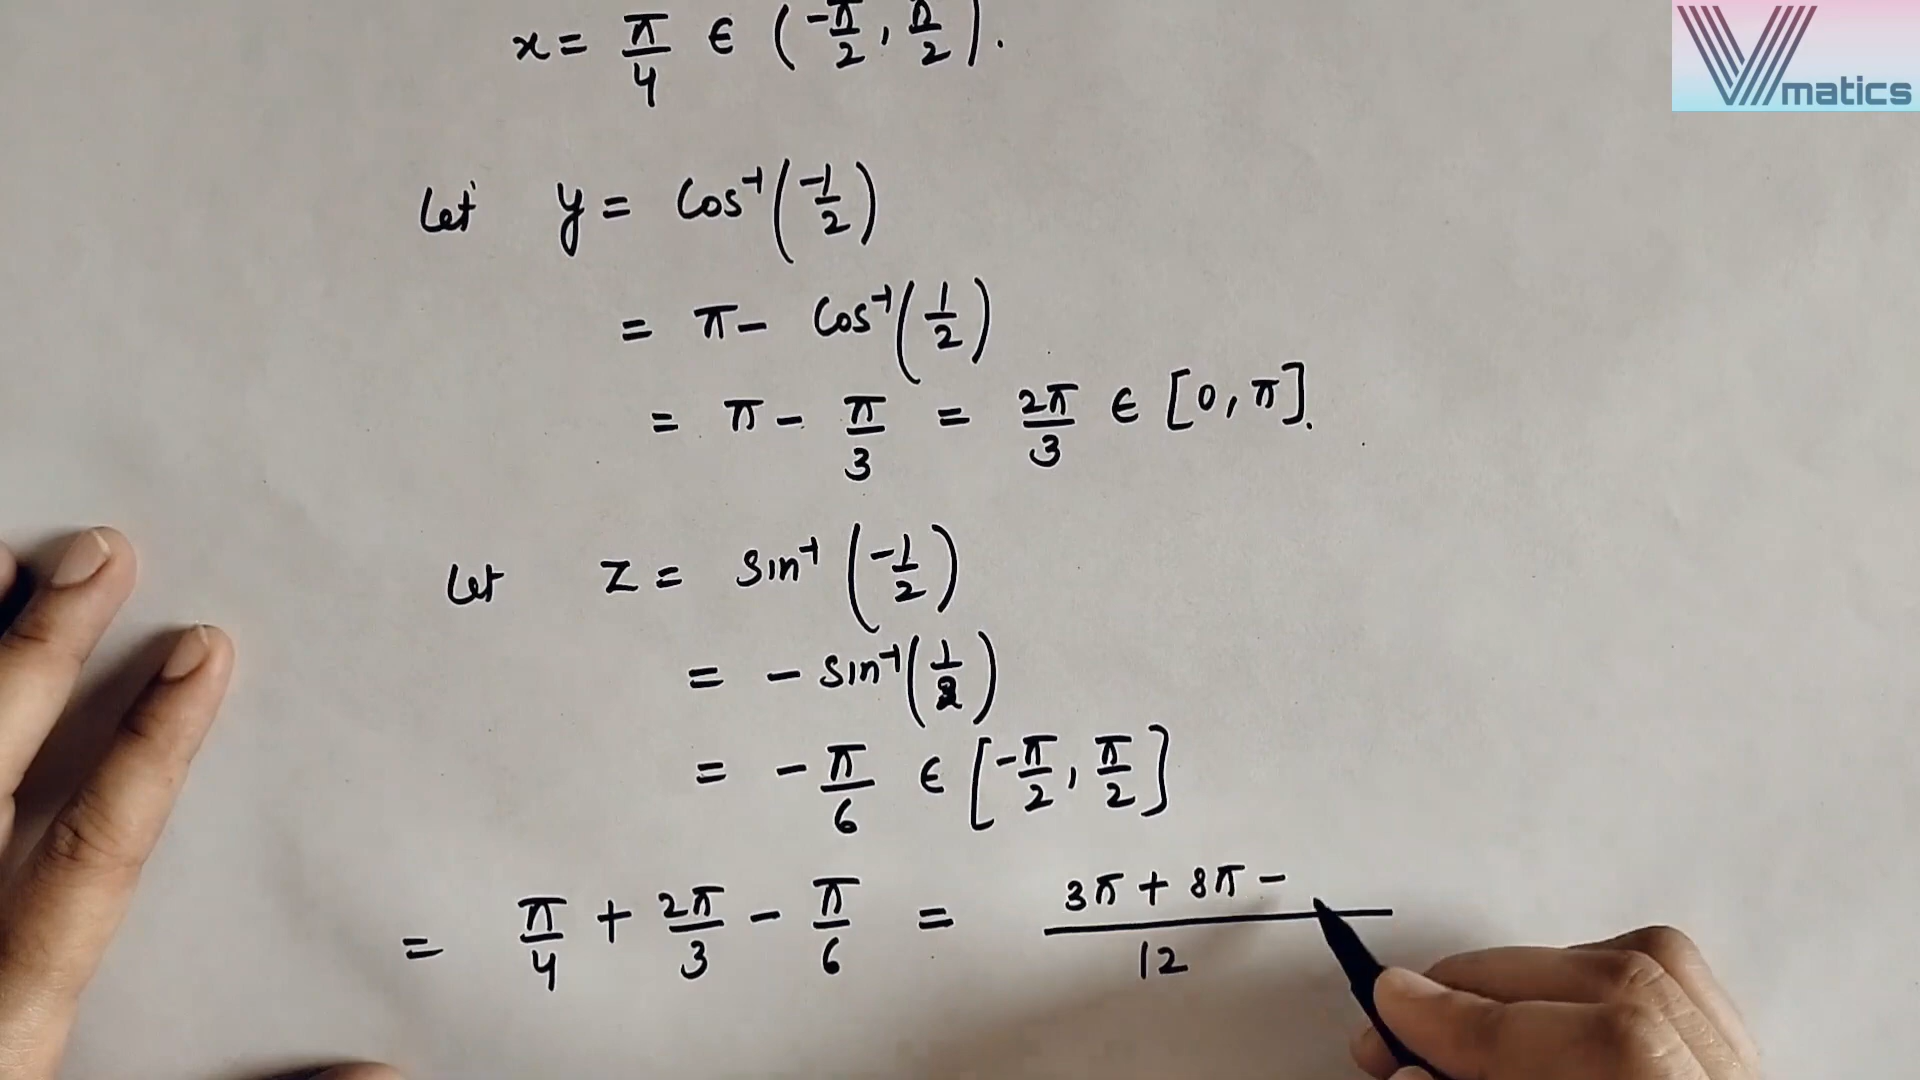 x = π/4 ∈ (-π/2, π/2).
Vmatics
Let y = Cos⁻¹(-1/2)
= π - Cos⁻¹(1/2)
= π - π/3 = 2π/3 ∈ [0, π].
Let z = Sin⁻¹(-1/2)
= - Sin⁻¹(1/2)
= - π/6 ∈ [-π/2, π/2]
= π/4 + 2π/3 - π/6 = (3π + 8π -)/12